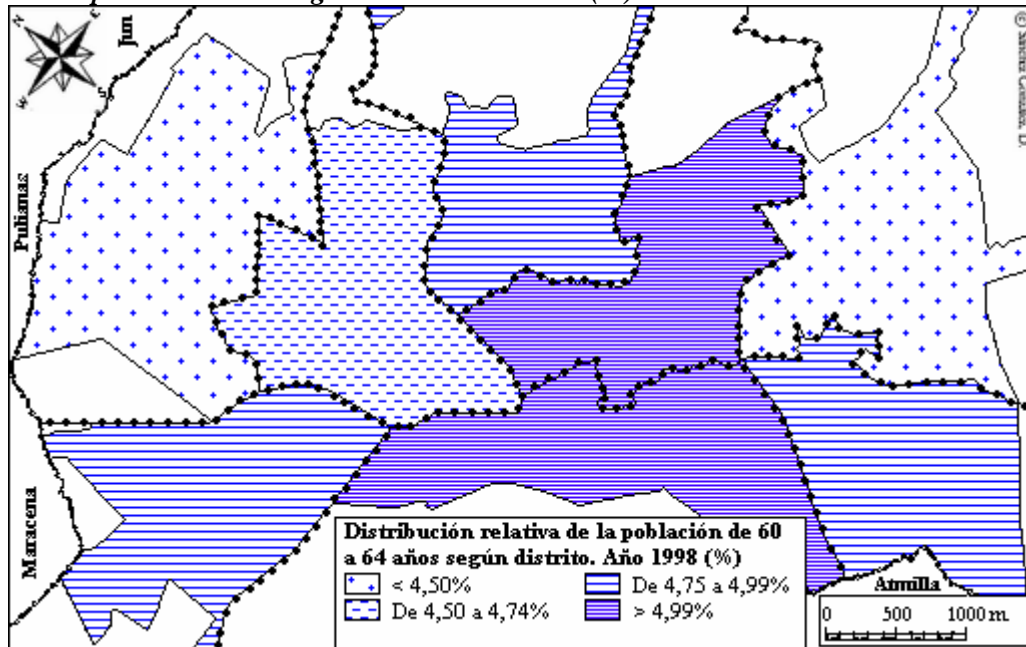 N
E
S
W
Jun
Pulianas
Maracena
Distribución relativa de la población de 60
a 64 años según distrito. Año 1998 (%)
< 4,50%
De 4,75 a 4,99%
De 4,50 a 4,74%
> 4,99%
Armilla
0 500 1000 m.